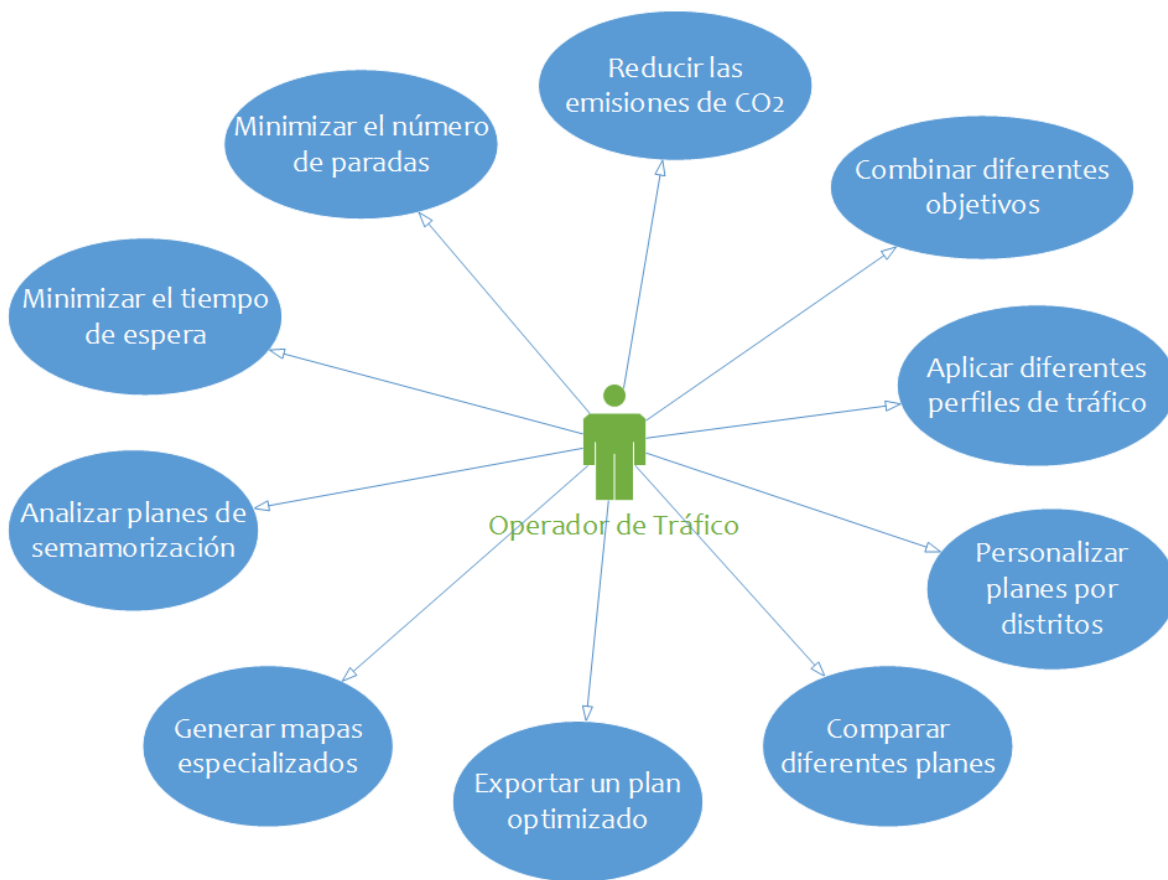 Reducir las
emisiones de CO2
Minimizar el número
de paradas
Combinar diferentes
objetivos
Minimizar el tiempo
de espera
Aplicar diferentes
perfiles de tráfico
Operador de Tráfico
Analizar planes de
semamorización
Personalizar
planes por
distritos
Generar mapas
especializados
Comparar
diferentes planes
Exportar un plan
optimizado